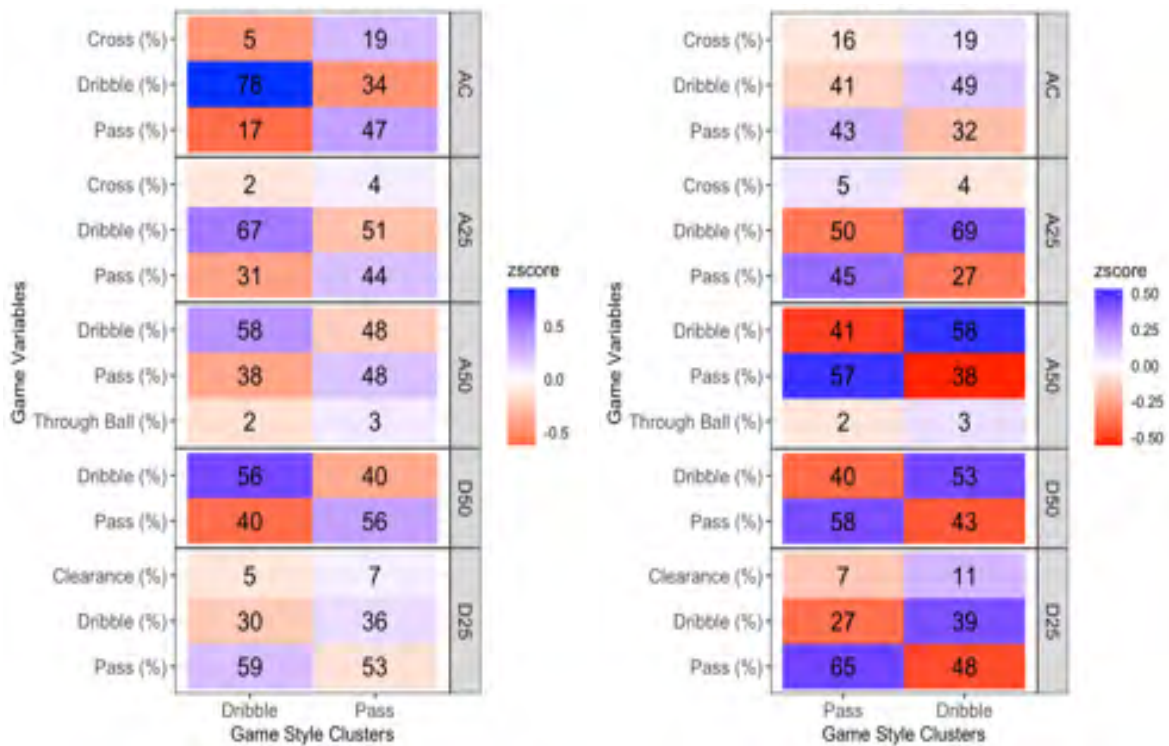 Cross (%) 5 19
Dribble (%) 78 34
Pass (%) 17 47
AC
Cross (%) 2 4
Dribble (%) 67 51
Pass (%) 31 44
A25
Dribble (%) 58 48
Pass (%) 38 48
Through Ball (%) 2 3
A50
Dribble (%) 56 40
Pass (%) 40 56
D50
Clearance (%) 5 7
Dribble (%) 30 36
Pass (%) 59 53
D25
Dribble Pass
Game Style Clusters
Game Variables
zscore
0.5
0.0
-0.5
Cross (%) 16 19
Dribble (%) 41 49
Pass (%) 43 32
AC
Cross (%) 5 4
Dribble (%) 50 69
Pass (%) 45 27
A25
Dribble (%) 41 58
Pass (%) 57 38
Through Ball (%) 2 3
A50
Dribble (%) 40 53
Pass (%) 58 43
D50
Clearance (%) 7 11
Dribble (%) 27 39
Pass (%) 65 48
D25
Pass Dribble
Game Style Clusters
Game Variables
zscore
0.50
0.25
0.00
-0.25
-0.50